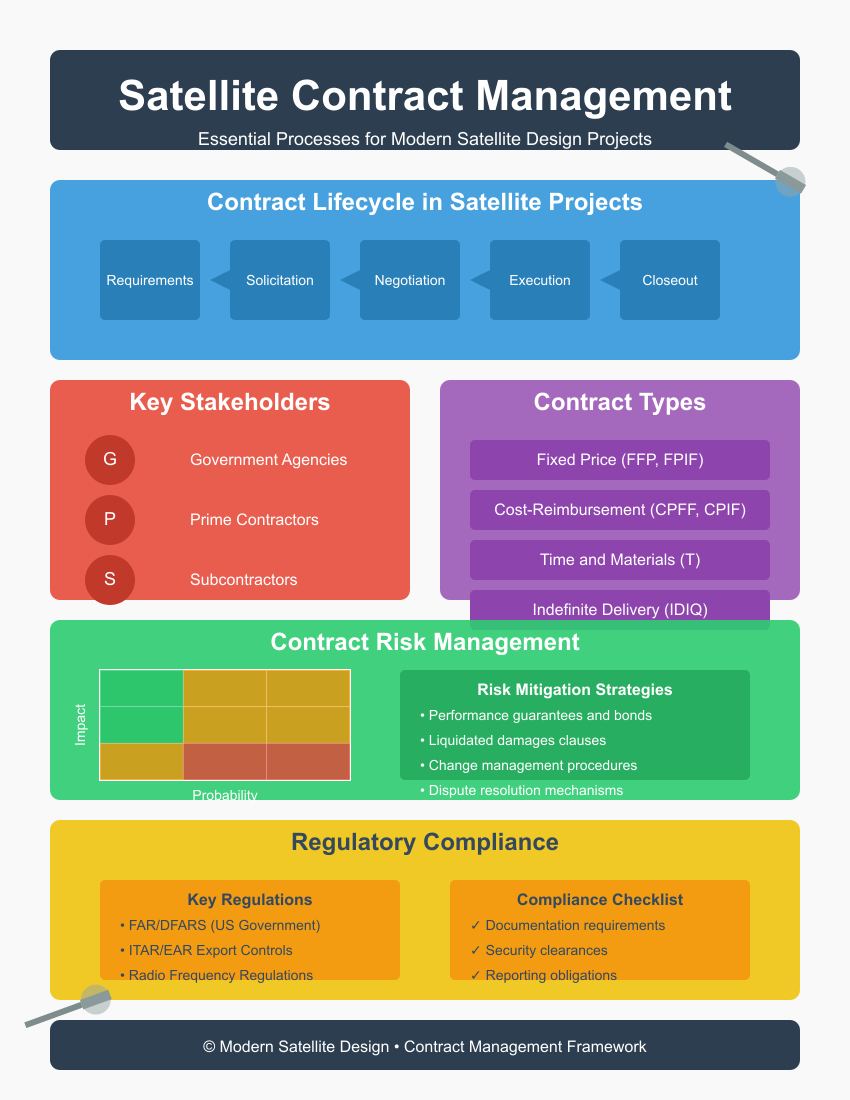 Satellite Contract Management
Essential Processes for Modern Satellite Design Projects
Contract Lifecycle in Satellite Projects
Requirements
Solicitation
Negotiation
Execution
Closeout
Key Stakeholders
G
Government Agencies
P
Prime Contractors
S
Subcontractors
Contract Types
Fixed Price (FFP, FPIF)
Cost-Reimbursement (CPFF, CPIF)
Time and Materials (T)
Indefinite Delivery (IDIQ)
Contract Risk Management
Impact
Probability
Risk Mitigation Strategies
• Performance guarantees and bonds
• Liquidated damages clauses
• Change management procedures
• Dispute resolution mechanisms
Regulatory Compliance
Key Regulations
• FAR/DFARS (US Government)
• ITAR/EAR Export Controls
• Radio Frequency Regulations
Compliance Checklist
✓ Documentation requirements
✓ Security clearances
✓ Reporting obligations
© Modern Satellite Design • Contract Management Framework